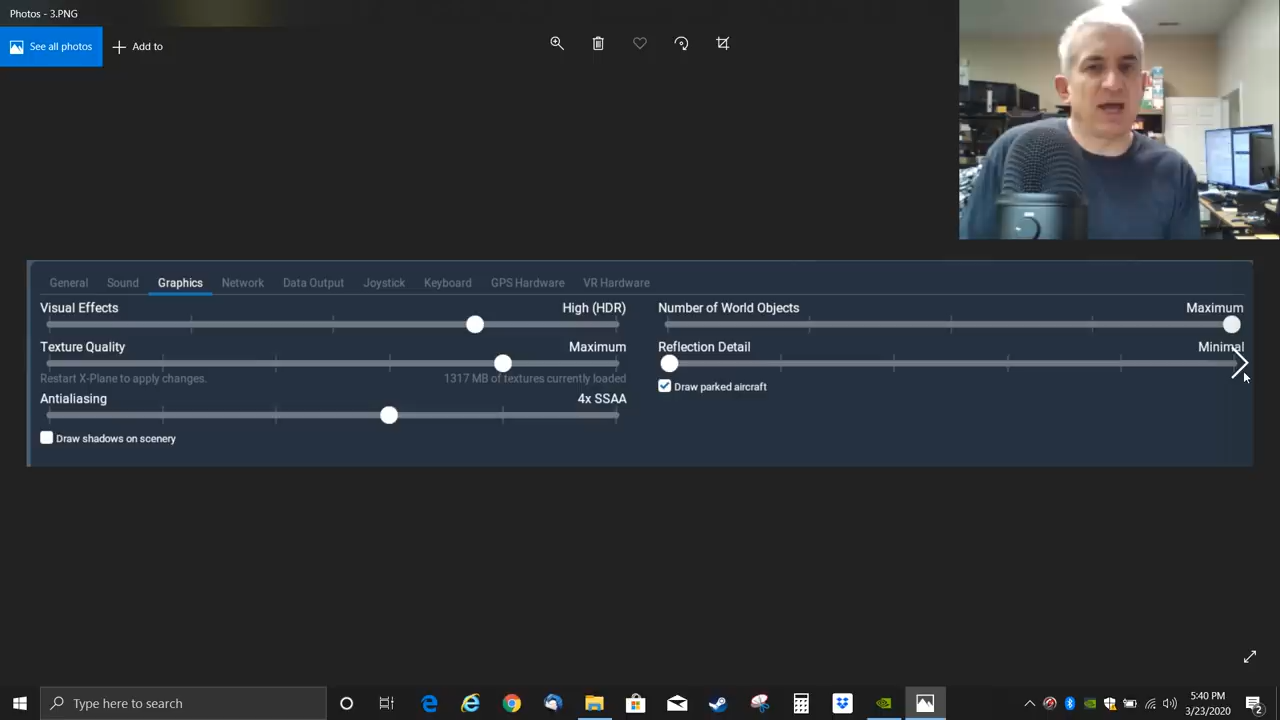 Photos - 3.PNG
See all photos
Add to
General Sound Graphics Network Data Output Joystick Keyboard GPS Hardware VR Hardware
Visual Effects High (HDR)
Texture Quality Maximum
Restart X-Plane to apply changes. 1317 MB of textures currently loaded
Antialiasing 4x SSAA
Draw shadows on scenery
Number of World Objects Maximum
Reflection Detail Minimal
Draw parked aircraft
Type here to search
5:40 PM
3/23/2020
2